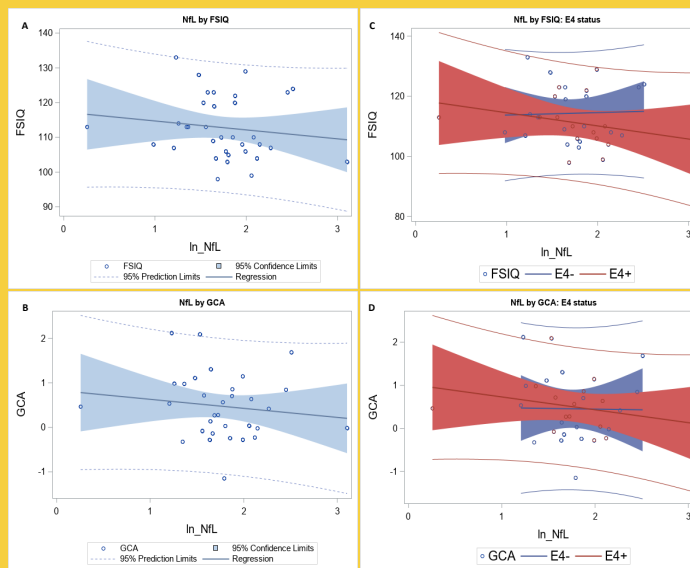 A
NfL by FSIQ
140
130
120
110
100
90
FSIQ
0 1 2 3
ln_NfL
FSIQ 95% Confidence Limits
95% Prediction Limits Regression
C
NfL by FSIQ: E4 status
140
120
100
80
FSIQ
0 1 2 3
ln_NfL
FSIQ E4- E4+
B
NfL by GCA
2
1
0
-1
GCA
0 1 2 3
ln_NfL
GCA 95% Confidence Limits
95% Prediction Limits Regression
D
NfL by GCA: E4 status
2
1
0
-1
GCA
0 1 2 3
ln_NfL
GCA E4- E4+